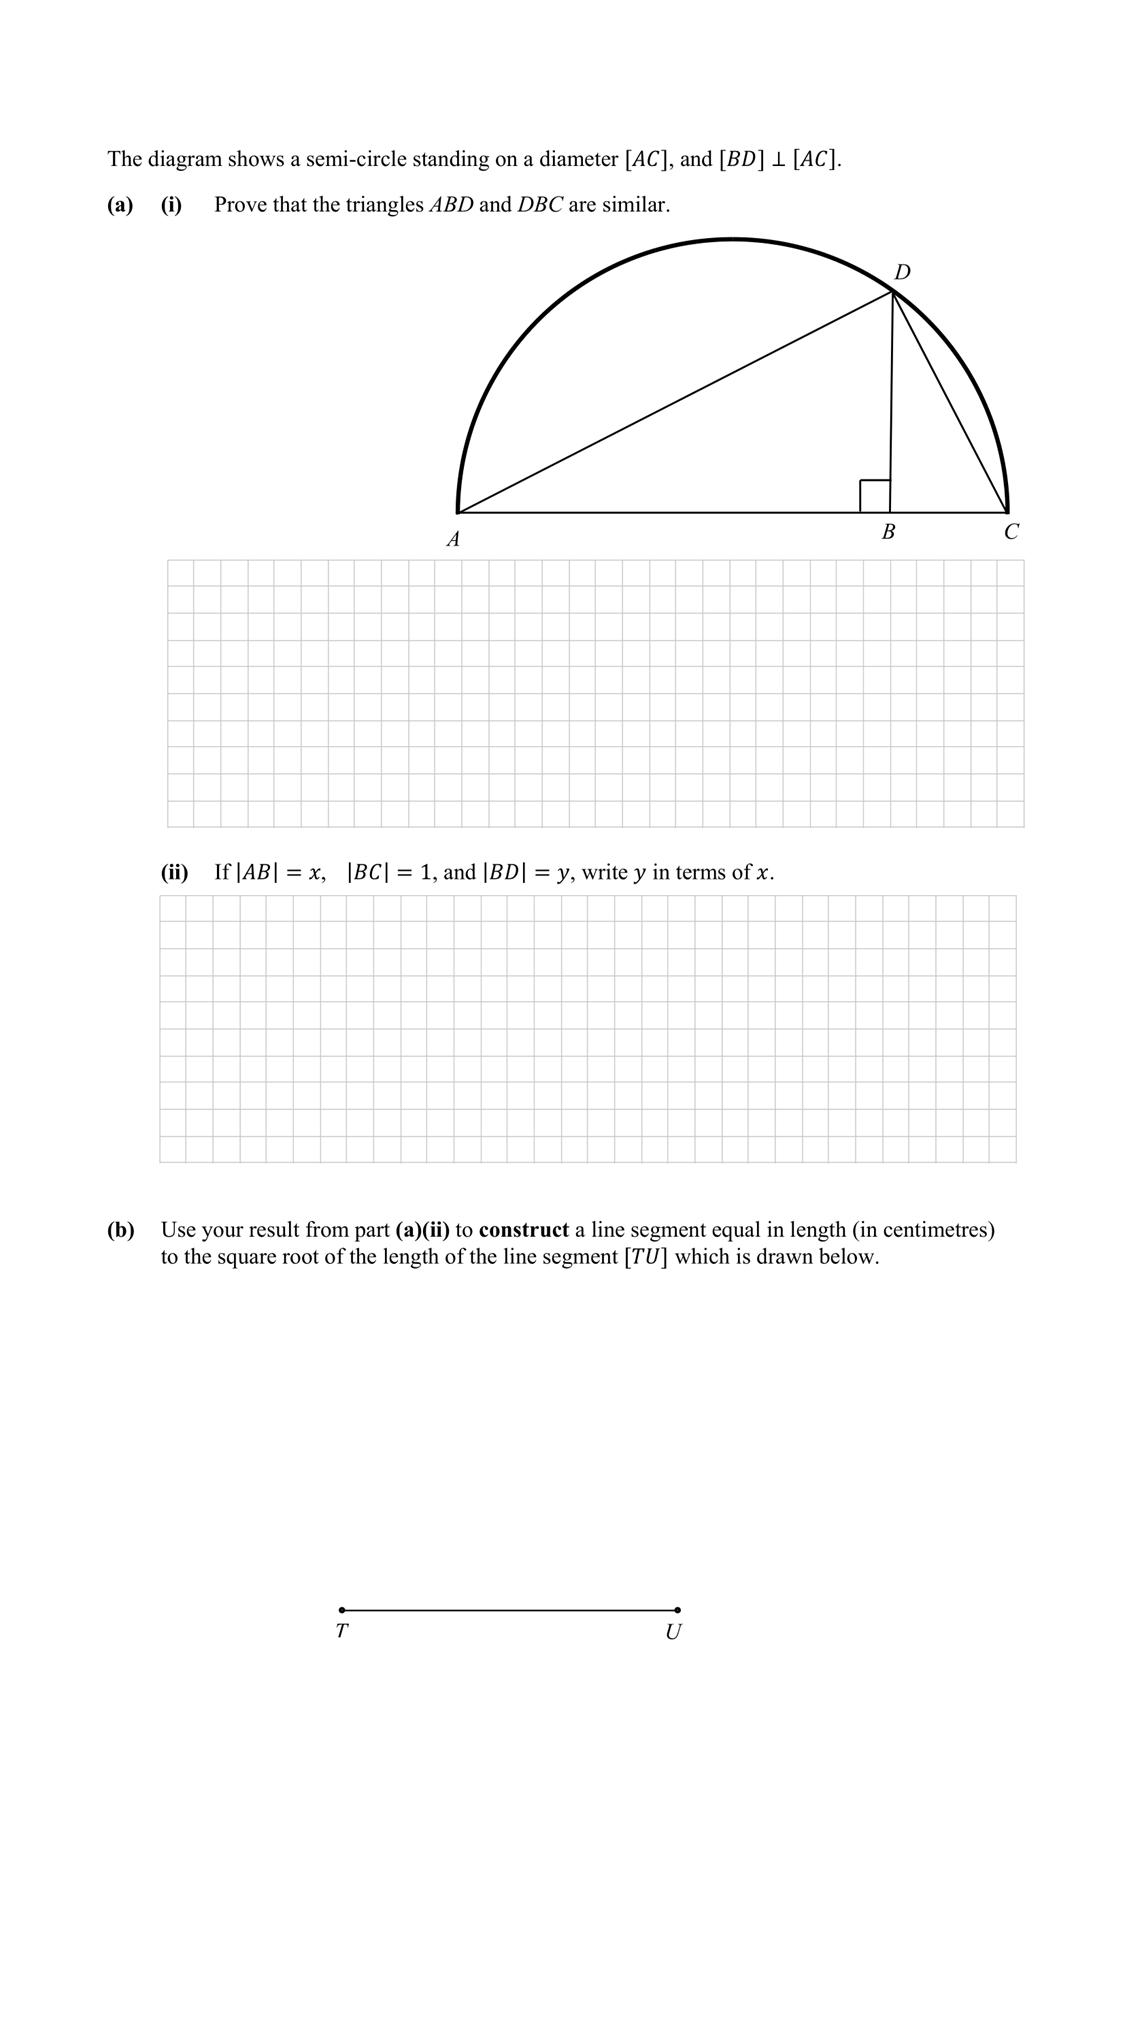 The diagram shows a semi-circle standing on a diameter [AC], and [BD] ⊥ [AC].
(a) (i) Prove that the triangles ABD and DBC are similar.
D
A
B
C
(ii) If |AB| = x, |BC| = 1, and |BD| = y, write y in terms of x.
(b) Use your result from part (a)(ii) to construct a line segment equal in length (in centimetres)
to the square root of the length of the line segment [TU] which is drawn below.
T
U